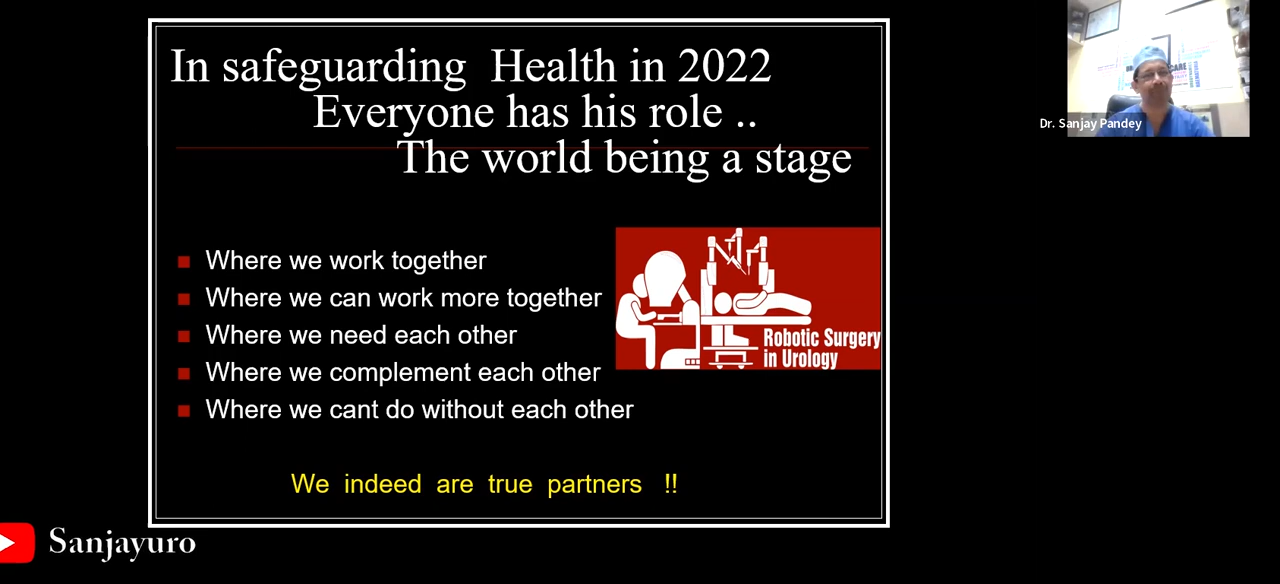 In safeguarding Health in 2022
Everyone has his role ..
The world being a stage
Where we work together
Where we can work more together
Where we need each other
Where we complement each other
Where we cant do without each other
Robotic Surgery
in Urology
We indeed are true partners !!
Dr. Sanjay Pandey
Sanjayuro